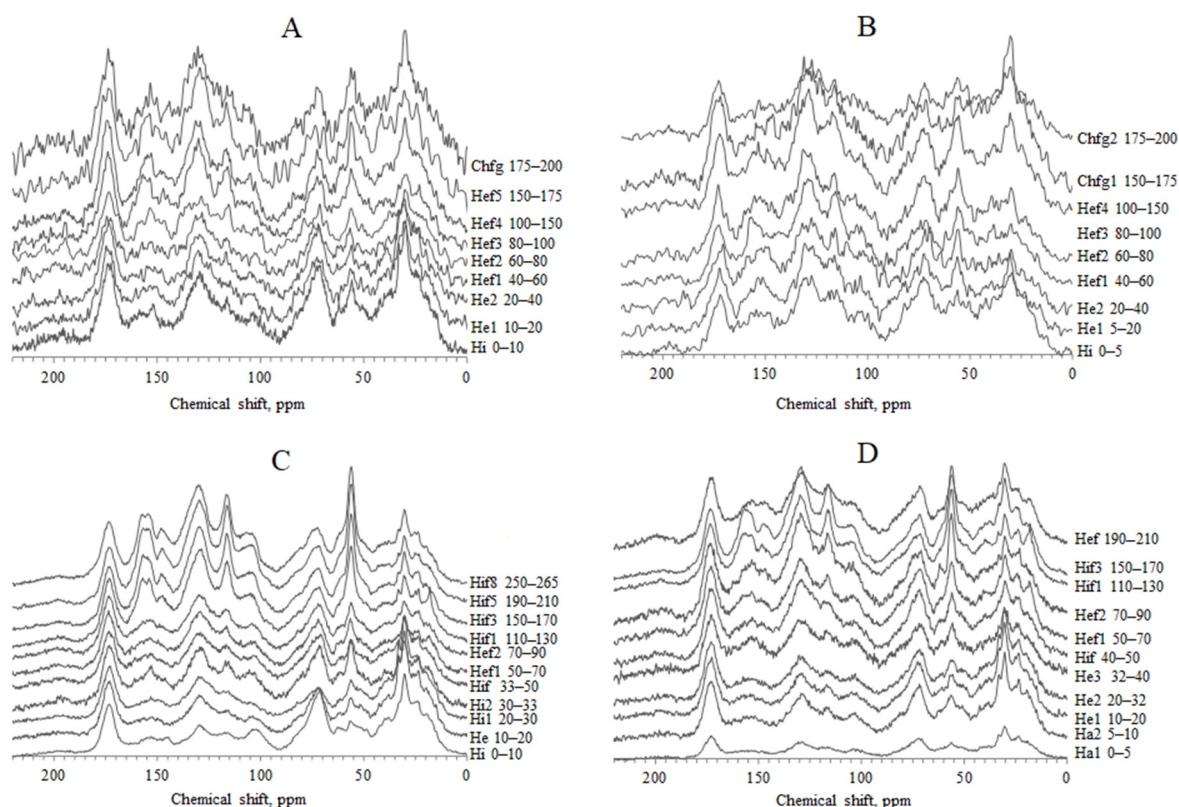 A
Chfg 175–200
Hef5 150–175
Hef4 100–150
Hef3 80–100
Hef2 60–80
Hef1 40–60
He2 20–40
He1 10–20
Hi 0–10
200 150 100 50 0
Chemical shift, ppm
B
Chfg2 175–200
Chfg1 150–175
Hef4 100–150
Hef3 80–100
Hef2 60–80
Hef1 40–60
He2 20–40
He1 5–20
Hi 0–5
200 150 100 50 0
Chemical shift, ppm
C
Hif8 250–265
Hif5 190–210
Hif3 150–170
Hif1 110–130
Hef2 70–90
Hef1 50–70
Hif 33–50
Hi2 30–33
Hi1 20–30
He 10–20
Hi 0–10
200 150 100 50 0
Chemical shift, ppm
D
Hef 190–210
Hif3 150–170
Hif1 110–130
Hef2 70–90
Hef1 50–70
Hif 40–50
He3 32–40
He2 20–32
He1 10–20
Ha2 5–10
Ha1 0–5
200 150 100 50 0
Chemical shift, ppm